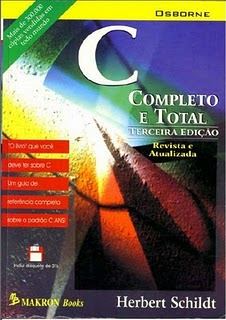 OSBORNE
Mais de 300.000
cópias vendidas em
todo mundo
C
COMPLETO
E TOTAL
TERCEIRA EDIÇÃO
Revista e
Atualizada
"O livro" que você
deve ter sobre C
Um guia de
referência completo
sobre o padrão C ANSI
Inclui disquete de 3½
MAKRON Books
Herbert Schildt